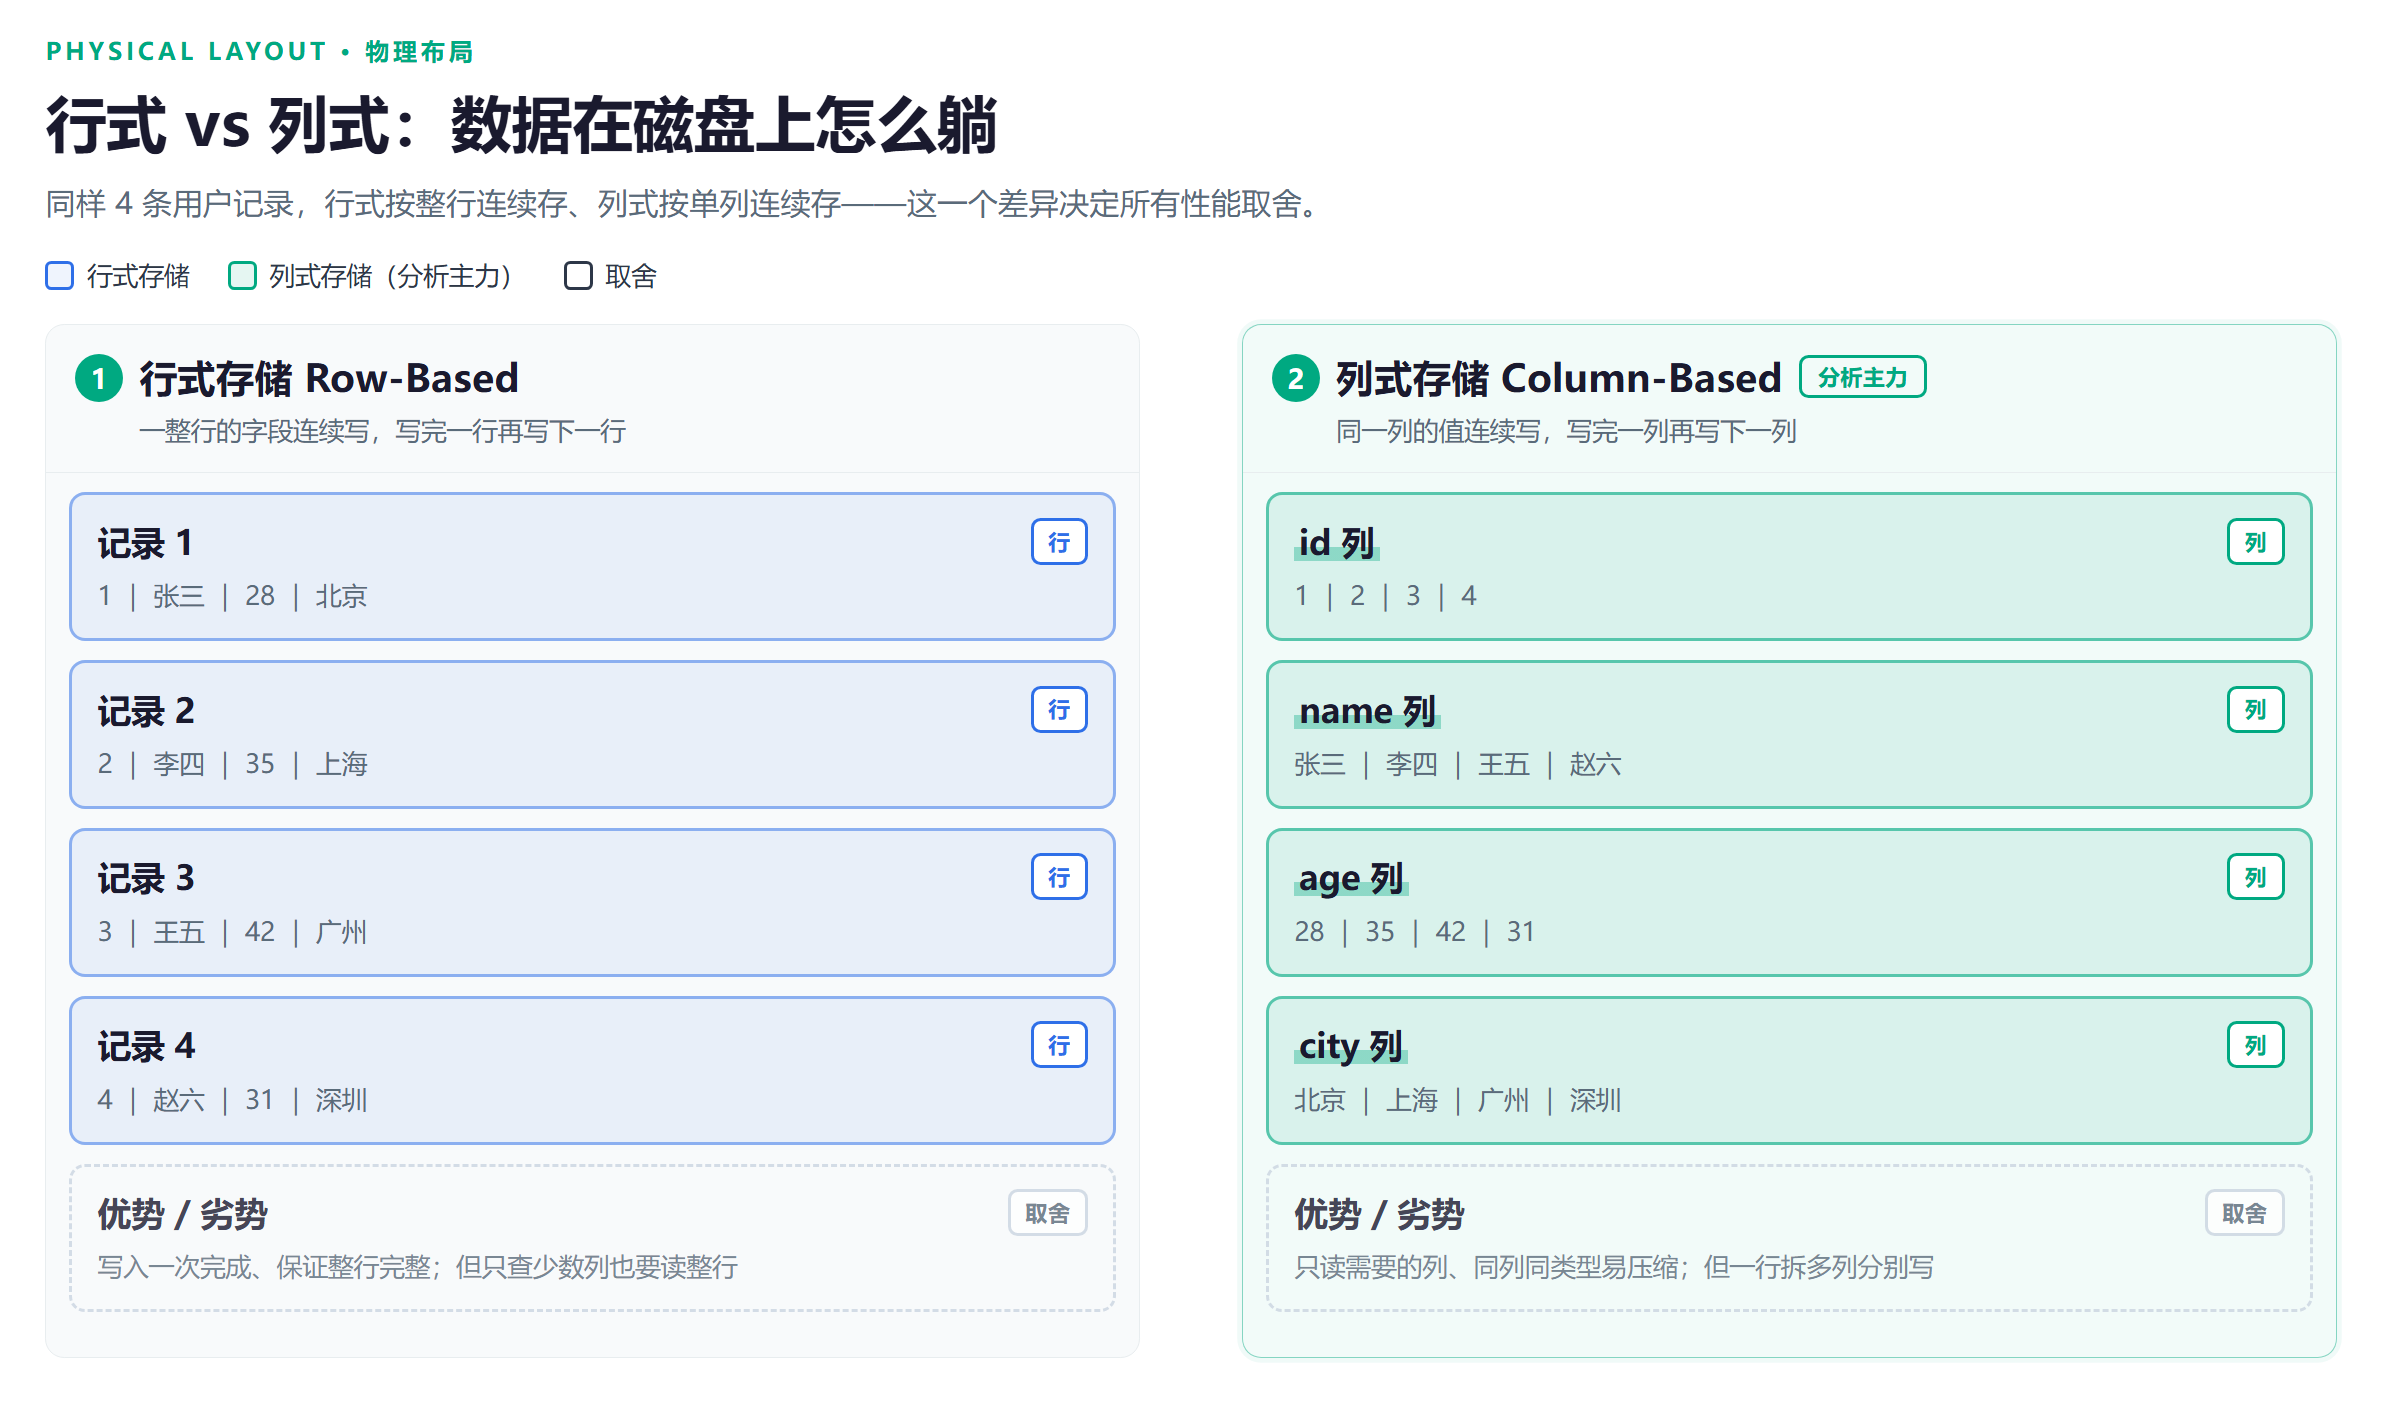 PHYSICAL LAYOUT • 物理布局
行式 vs 列式：数据在磁盘上怎么躺
同样 4 条用户记录，行式按整行连续存、列式按单列连续存——这一个差异决定所有性能取舍。
行式存储 列式存储（分析主力） 取舍
1 行式存储 Row-Based
一整行的字段连续写，写完一行再写下一行
记录 1 行
1 | 张三 | 28 | 北京
记录 2 行
2 | 李四 | 35 | 上海
记录 3 行
3 | 王五 | 42 | 广州
记录 4 行
4 | 赵六 | 31 | 深圳
优势 / 劣势 取舍
写入一次完成、保证整行完整；但只查少数列也要读整行
2 列式存储 Column-Based 分析主力
同一列的值连续写，写完一列再写下一列
id 列 列
1 | 2 | 3 | 4
name 列 列
张三 | 李四 | 王五 | 赵六
age 列 列
28 | 35 | 42 | 31
city 列 列
北京 | 上海 | 广州 | 深圳
优势 / 劣势 取舍
只读需要的列、同列同类型易压缩；但一行拆多列分别写